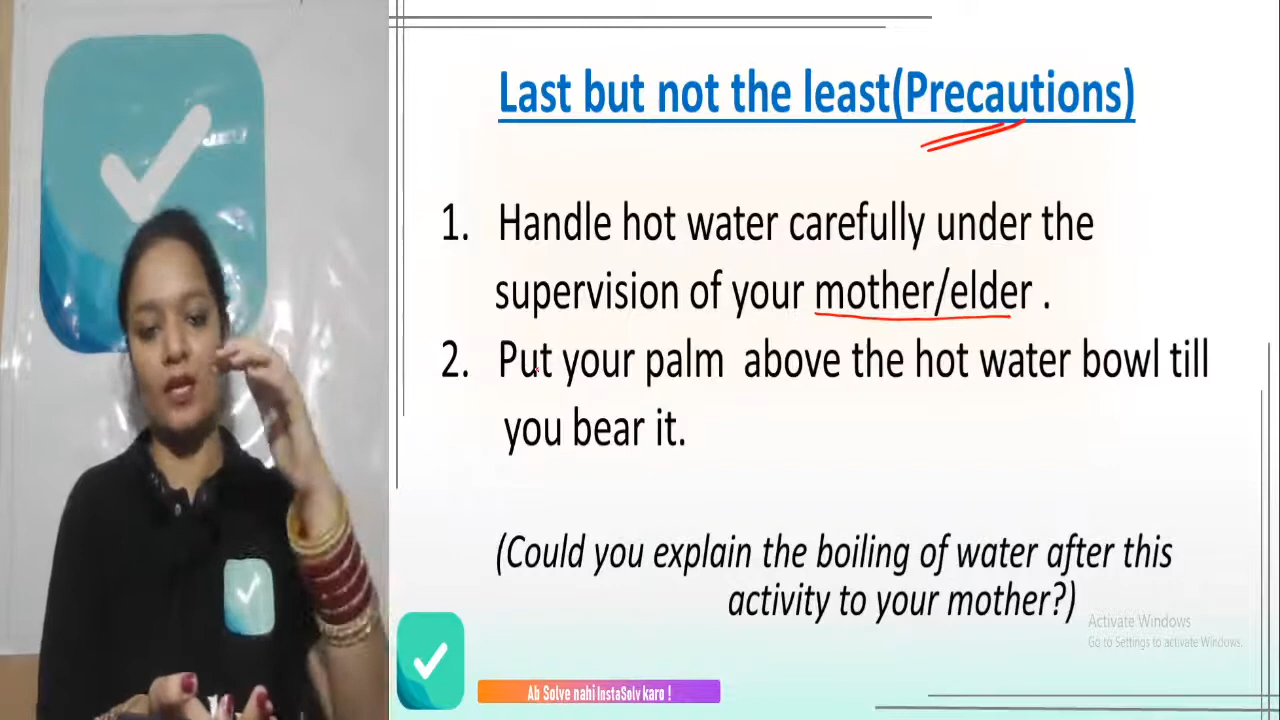 Last but not the least(Precautions)
1. Handle hot water carefully under the
supervision of your mother/elder .
2. Put your palm above the hot water bowl till
you bear it.
(Could you explain the boiling of water after this
activity to your mother?)
Activate Windows
Go to Settings to activate Windows.
Ab Solve nahi InstaSolv karo !